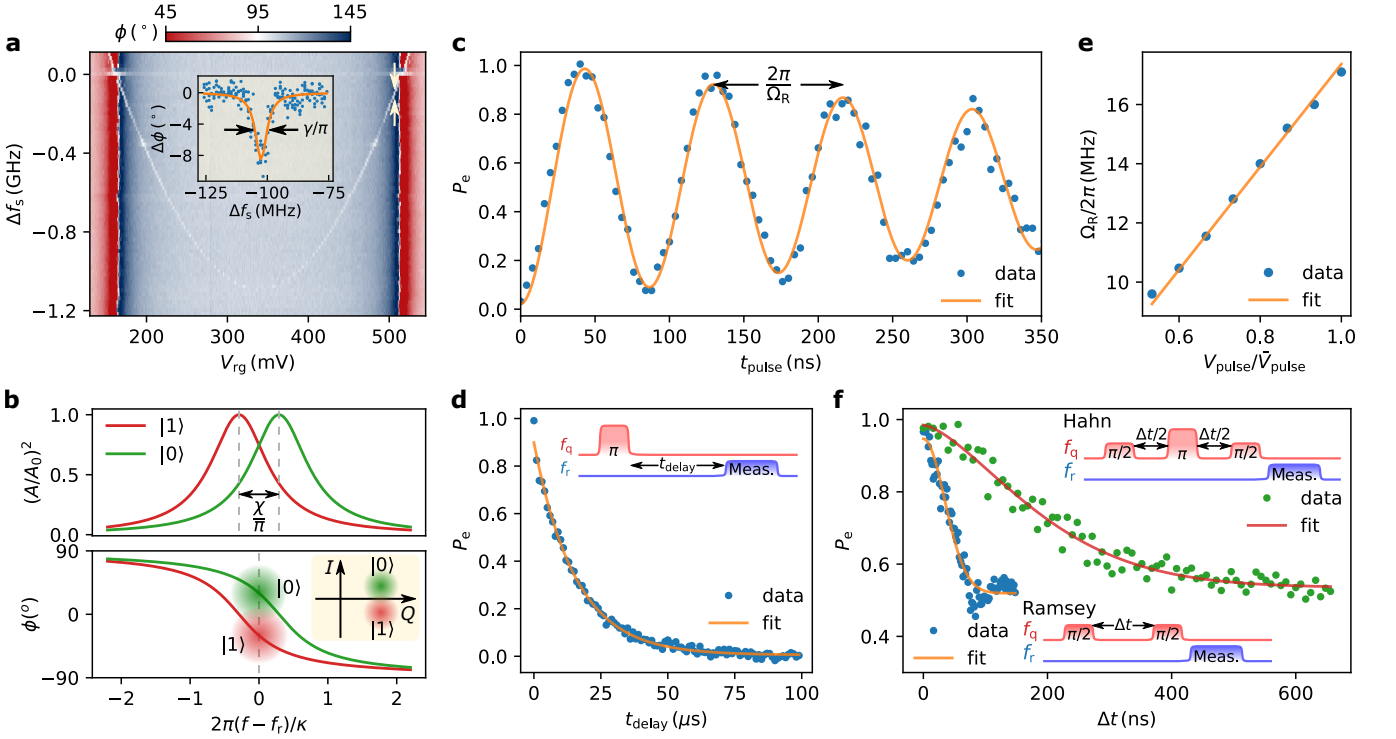 45 95 145
ϕ (°)
a
0.0
−0.4
−0.8
−1.2
Δf_s (GHz)
200 300 400 500
V_rg (mV)
0
−4
−8
Δϕ (°)
γ/π
−125 −100 −75
Δf_s (MHz)
b
|1⟩
|0⟩
1.0
0.5
0.0
(A/A_0)^2
χ/π
90
0
−90
ϕ(°)
|0⟩
|1⟩
I
|0⟩
|1⟩
Q
−2 −1 0 1 2
2π(f − f_r)/κ
c
2π/Ω_R
1.0
0.8
0.6
0.4
0.2
0.0
P_e
data
fit
0 50 100 150 200 250 300 350
t_pulse (ns)
d
f_q
f_r
π
t_delay
Meas.
1.0
0.8
0.6
0.4
0.2
0.0
P_e
data
fit
0 25 50 75 100
t_delay (μs)
e
16
14
12
10
Ω_R/2π (MHz)
data
fit
0.6 0.8 1.0
V_pulse/V̄_pulse
f
Hahn
f_q
f_r
π/2 Δt/2 π Δt/2 π/2
Meas.
data
fit
1.0
0.8
0.6
0.4
P_e
Ramsey
data
fit
f_q
f_r
π/2 Δt π/2
Meas.
0 200 400 600
Δt (ns)